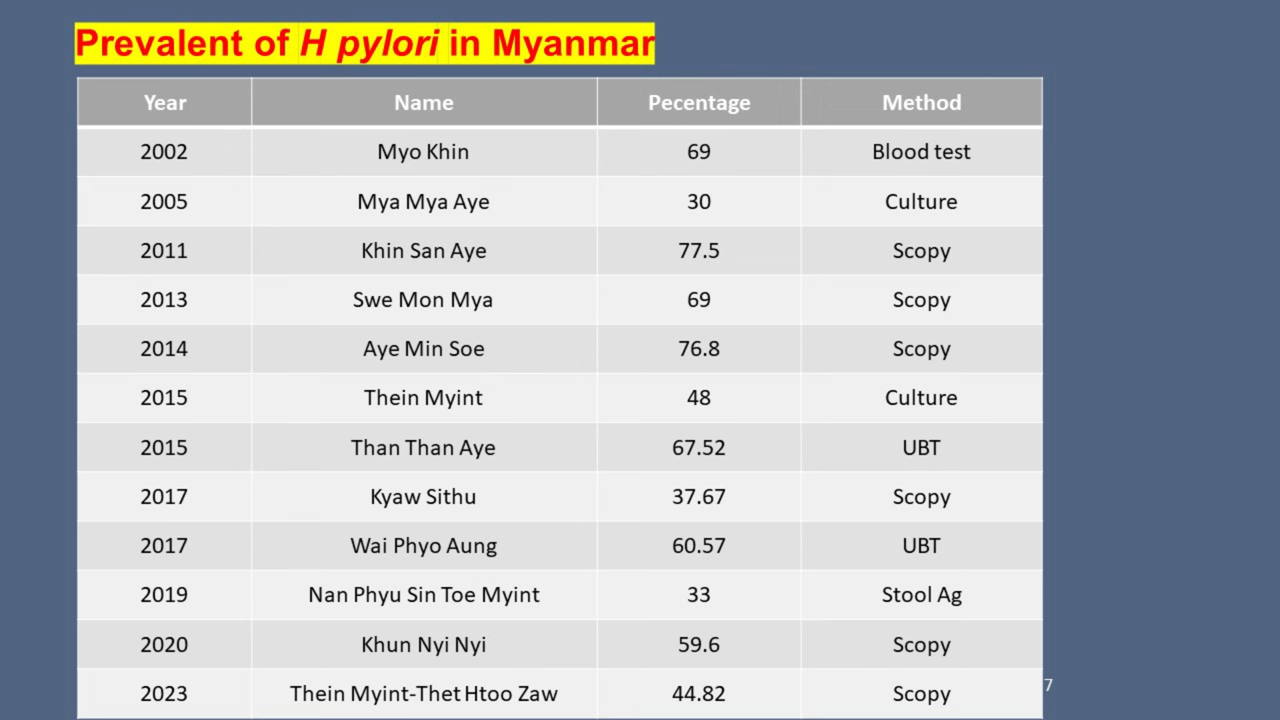 Prevalent of H pylori in Myanmar
Year Name Pecentage Method
2002 Myo Khin 69 Blood test
2005 Mya Mya Aye 30 Culture
2011 Khin San Aye 77.5 Scopy
2013 Swe Mon Mya 69 Scopy
2014 Aye Min Soe 76.8 Scopy
2015 Thein Myint 48 Culture
2015 Than Than Aye 67.52 UBT
2017 Kyaw Sithu 37.67 Scopy
2017 Wai Phyo Aung 60.57 UBT
2019 Nan Phyu Sin Toe Myint 33 Stool Ag
2020 Khun Nyi Nyi 59.6 Scopy
2023 Thein Myint-Thet Htoo Zaw 44.82 Scopy
7